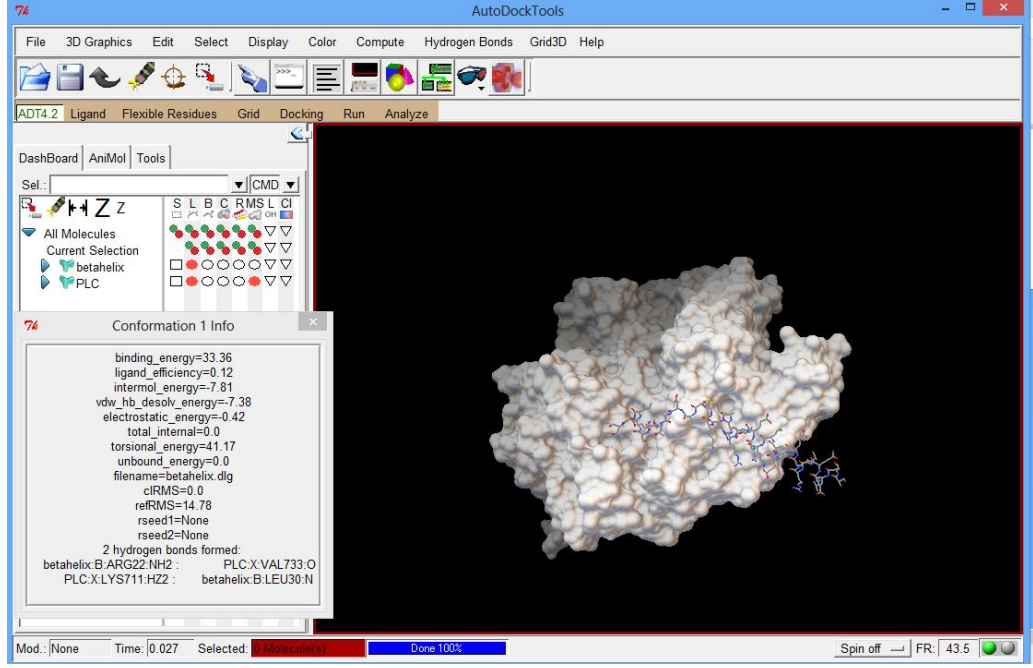 AutoDockTools
File 3D Graphics Edit Select Display Color Compute Hydrogen Bonds Grid3D Help
ADT4.2 Ligand Flexible Residues Grid Docking Run Analyze
DashBoard AniMol Tools
Sel.: CMD
Z Z S L B C R MS L Cl
All Molecules
Current Selection
betahelix
PLC
Conformation 1 Info
binding_energy=33.36
ligand_efficiency=0.12
intermol_energy=-7.81
vdw_hb_desolv_energy=-7.38
electrostatic_energy=-0.42
total_internal=0.0
torsional_energy=41.17
unbound_energy=0.0
filename=betahelix.dlg
clRMS=0.0
refRMS=14.78
rseed1=None
rseed2=None
2 hydrogen bonds formed:
betahelix:B:ARG22:NH2 : PLC:X:VAL733:O
PLC:X:LYS711:HZ2 : betahelix:B:LEU30:N
Mod.: None Time: 0.027 Selected: 0 Molecule(s) Done 100% Spin off FR: 43.5